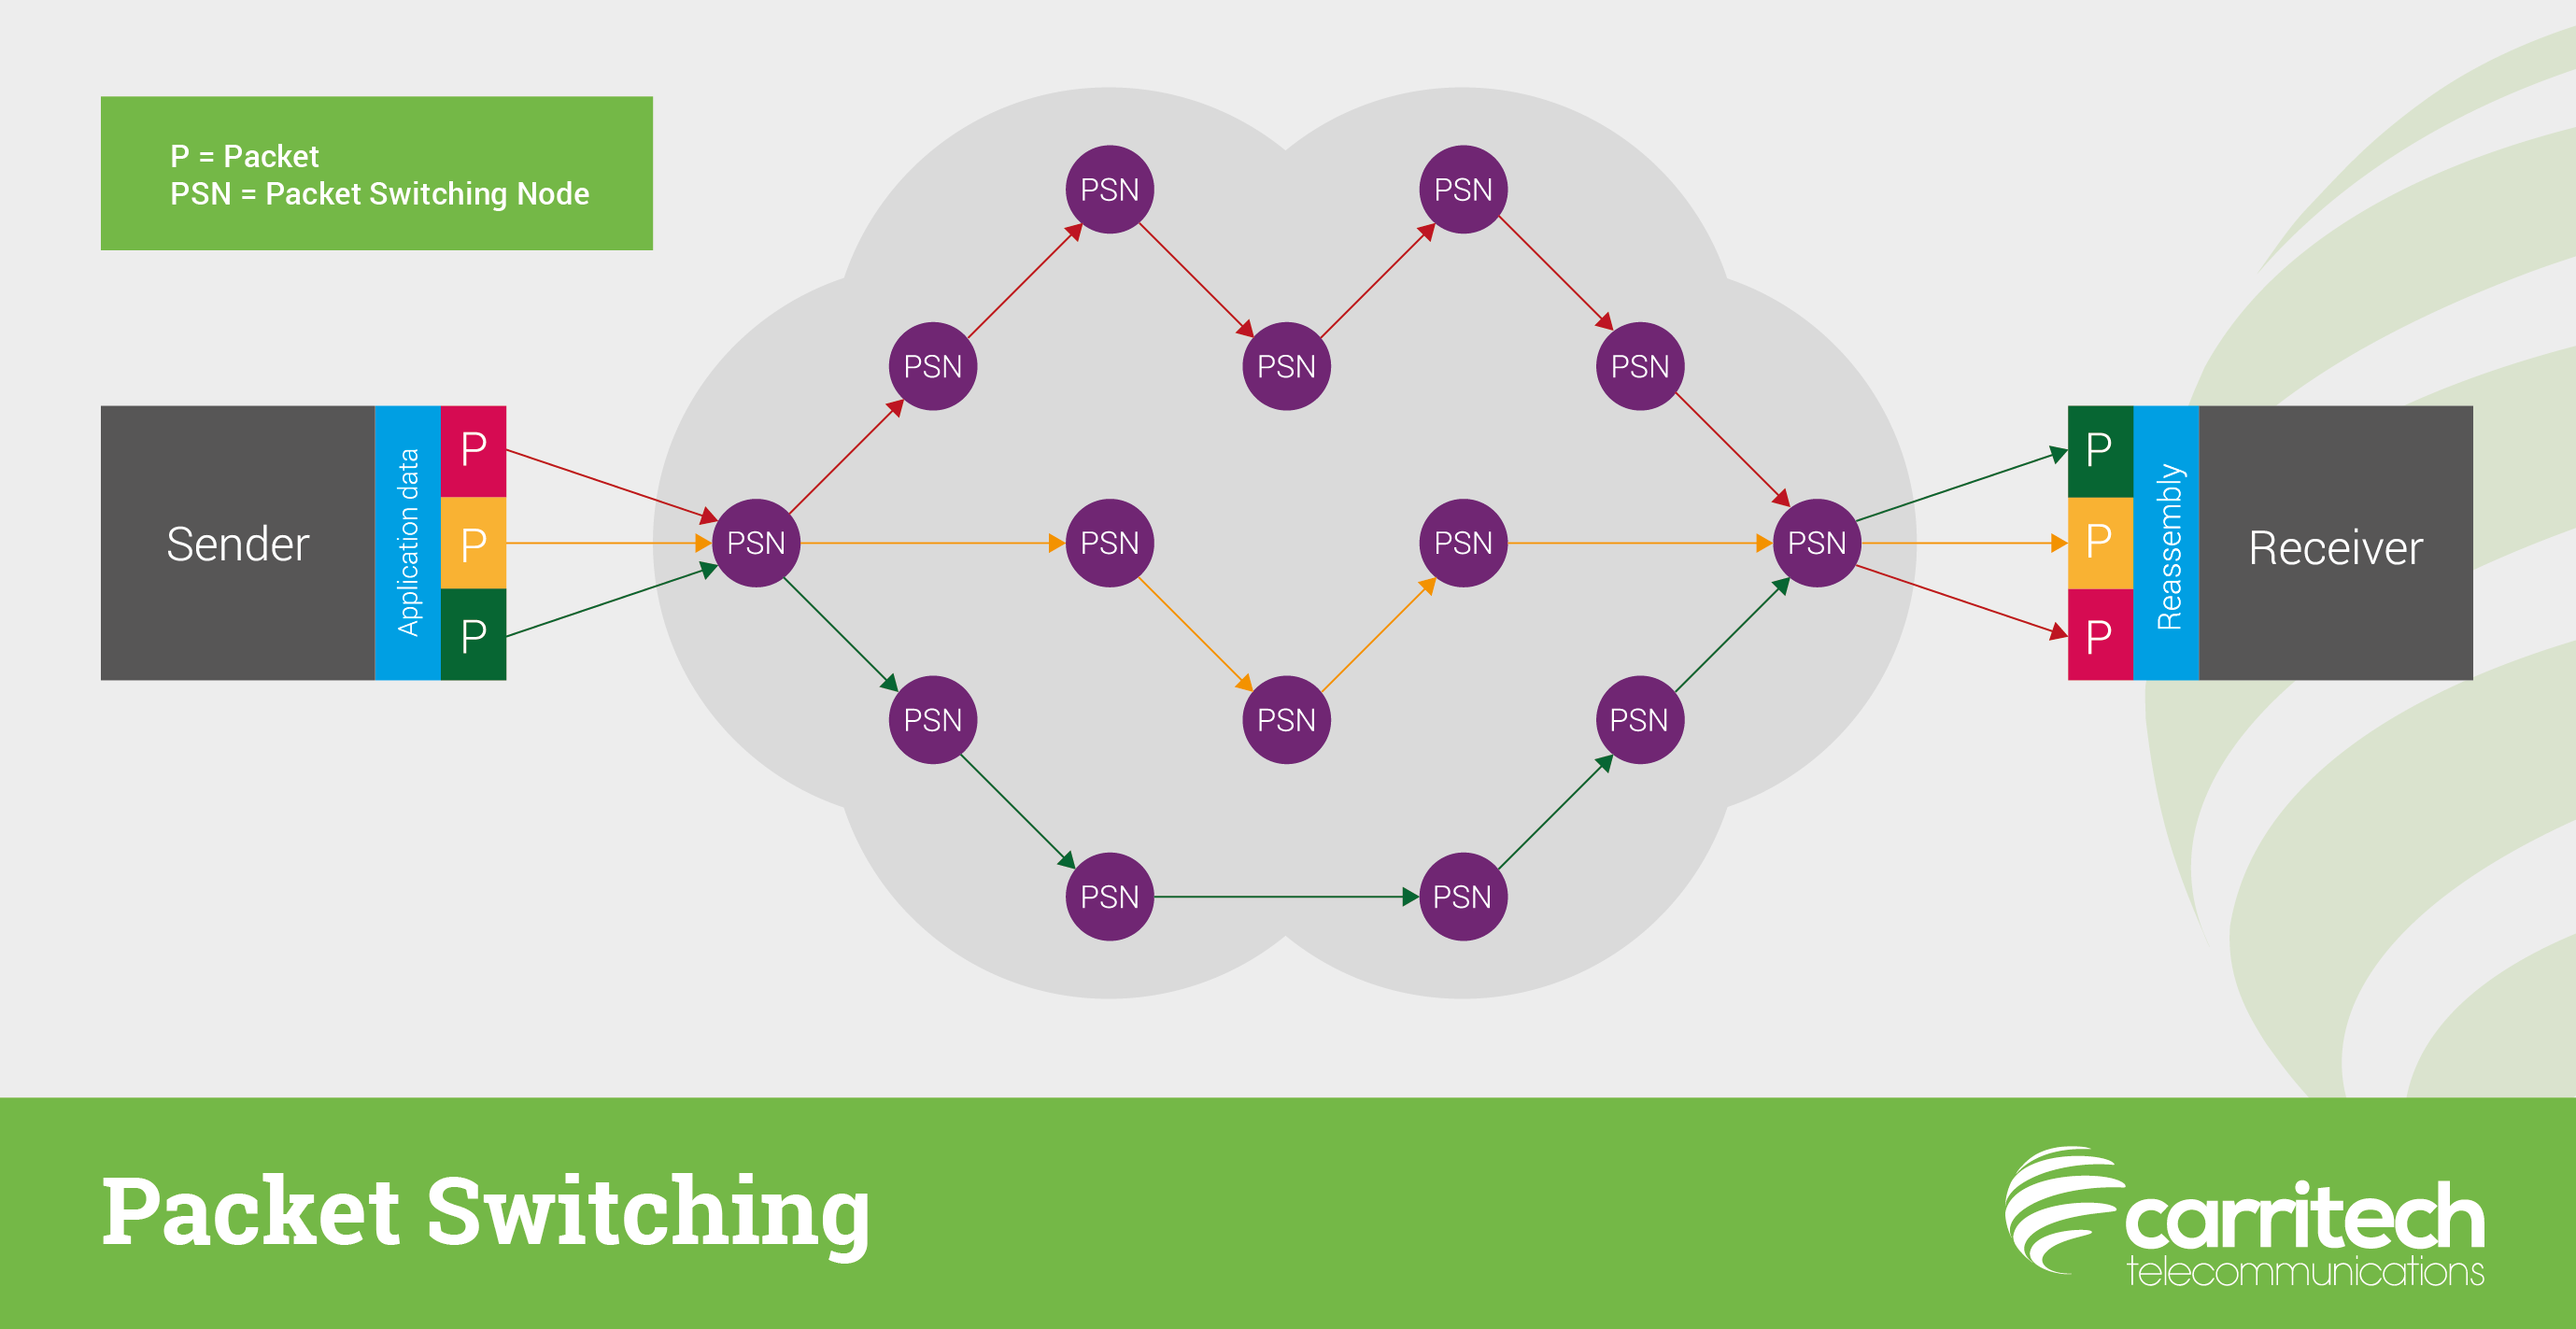 P = Packet
PSN = Packet Switching Node
PSN
PSN
PSN
PSN
PSN
Sender
Application data
P
P
P
PSN
PSN
PSN
PSN
P
P
P
Reassembly
Receiver
PSN
PSN
PSN
PSN
PSN
Packet Switching
carritech
telecommunications